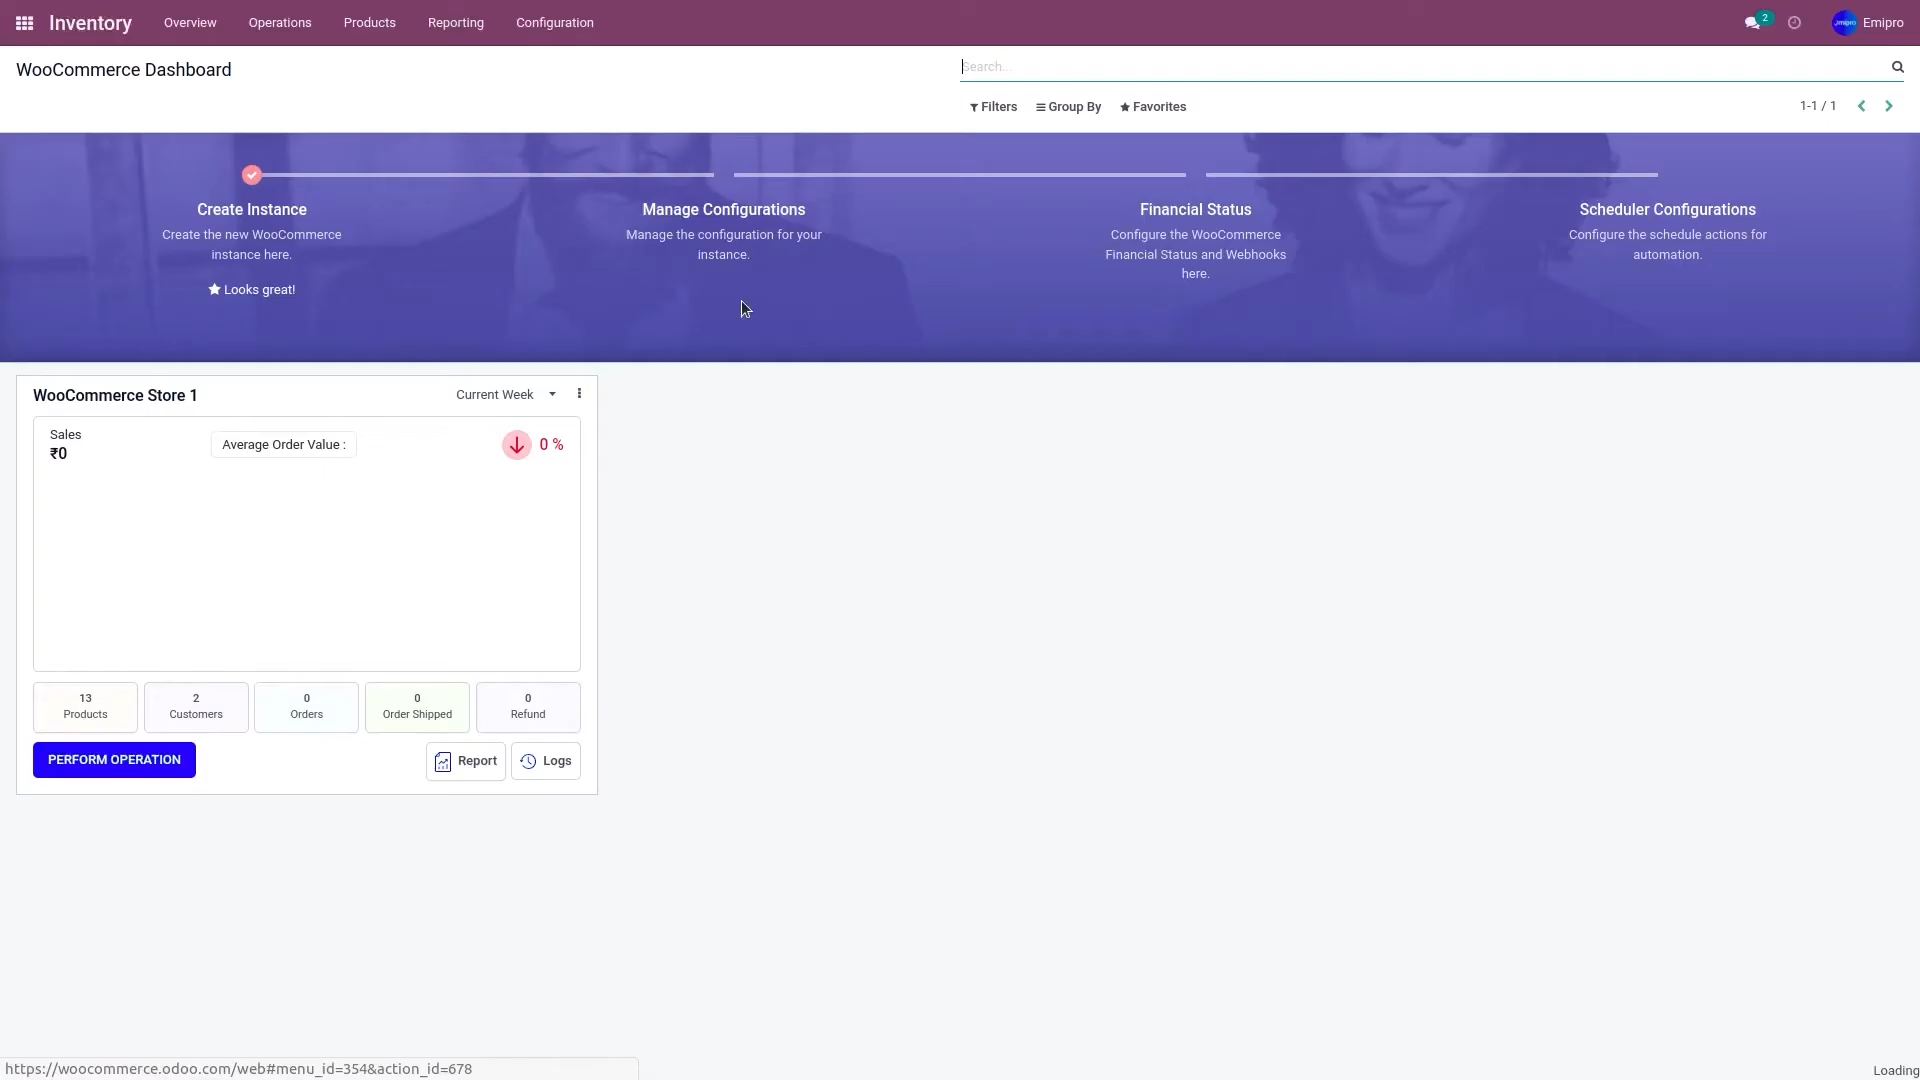 Inventory
Overview
Operations
Products
Reporting
Configuration
2
Emipro
WooCommerce Dashboard
Search...
Filters
Group By
Favorites
1-1 / 1
Create Instance
Create the new WooCommerce
instance here.
Looks great!
Manage Configurations
Manage the configuration for your
instance.
Financial Status
Configure the WooCommerce
Financial Status and Webhooks
here.
Scheduler Configurations
Configure the schedule actions for
automation.
WooCommerce Store 1
Current Week
Sales
₹0
Average Order Value :
0 %
13
Products
2
Customers
0
Orders
0
Order Shipped
0
Refund
PERFORM OPERATION
Report
Logs
https://woocommerce.odoo.com/web#menu_id=354&action_id=678
Loading